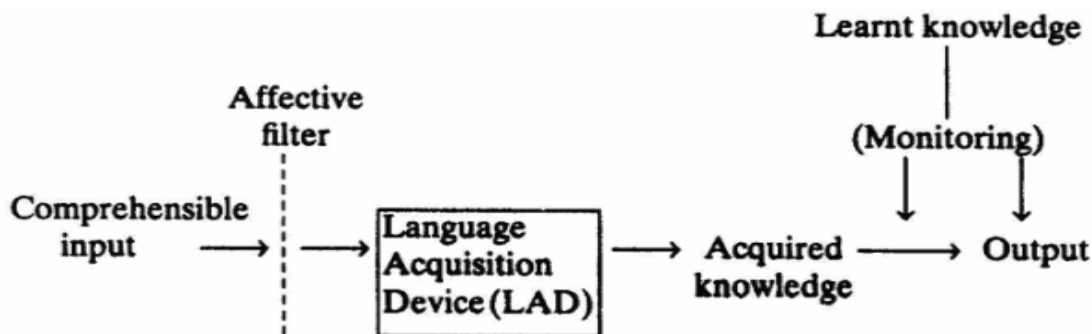 Learnt knowledge
Affective
filter
(Monitoring)
Comprehensible
input
Language
Acquisition
Device (LAD)
Acquired
knowledge
Output